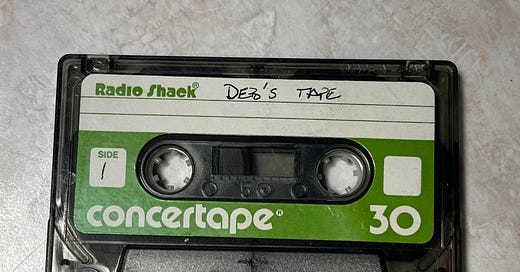 Radio Shack® DEZO'S TAPE
SIDE
1
50
concertape® 30